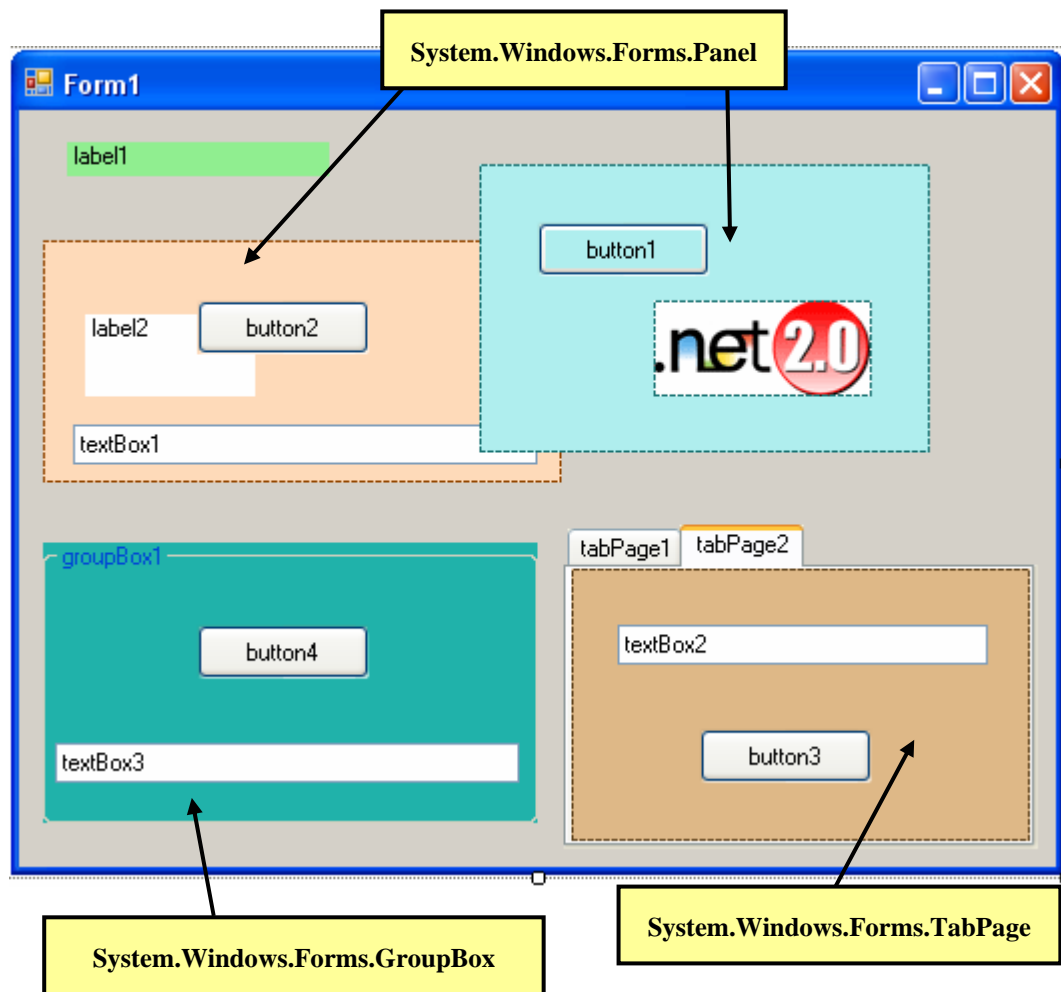 System.Windows.Forms.Panel
Form1
label1
button1
label2
button2
.net 2.0
textBox1
groupBox1
tabPage1
tabPage2
button4
textBox2
textBox3
button3
System.Windows.Forms.TabPage
System.Windows.Forms.GroupBox